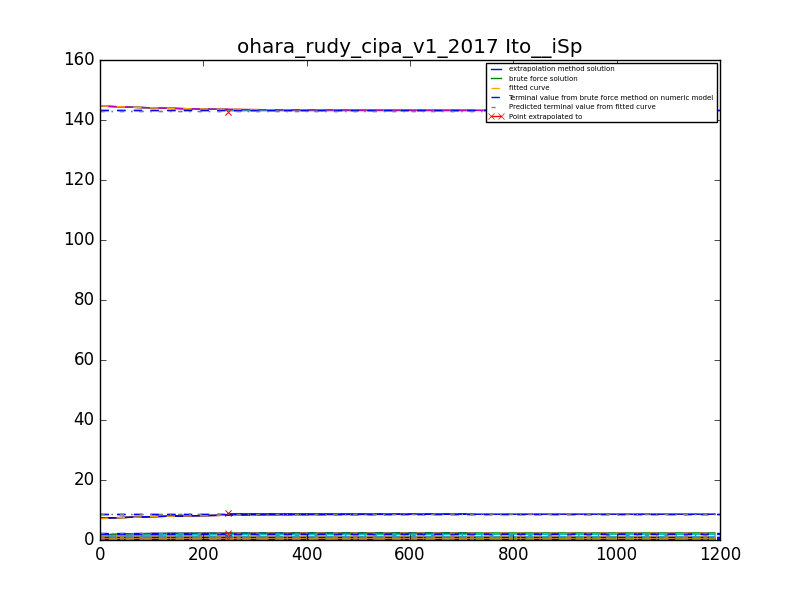 ohara_rudy_cipa_v1_2017 Ito__iSp
extrapolation method solution
brute force solution
fitted curve
Terminal value from brute force method on numeric model
Predicted terminal value from fitted curve
Point extrapolated to
160
140
120
100
80
60
40
20
0
0 200 400 600 800 1000 1200